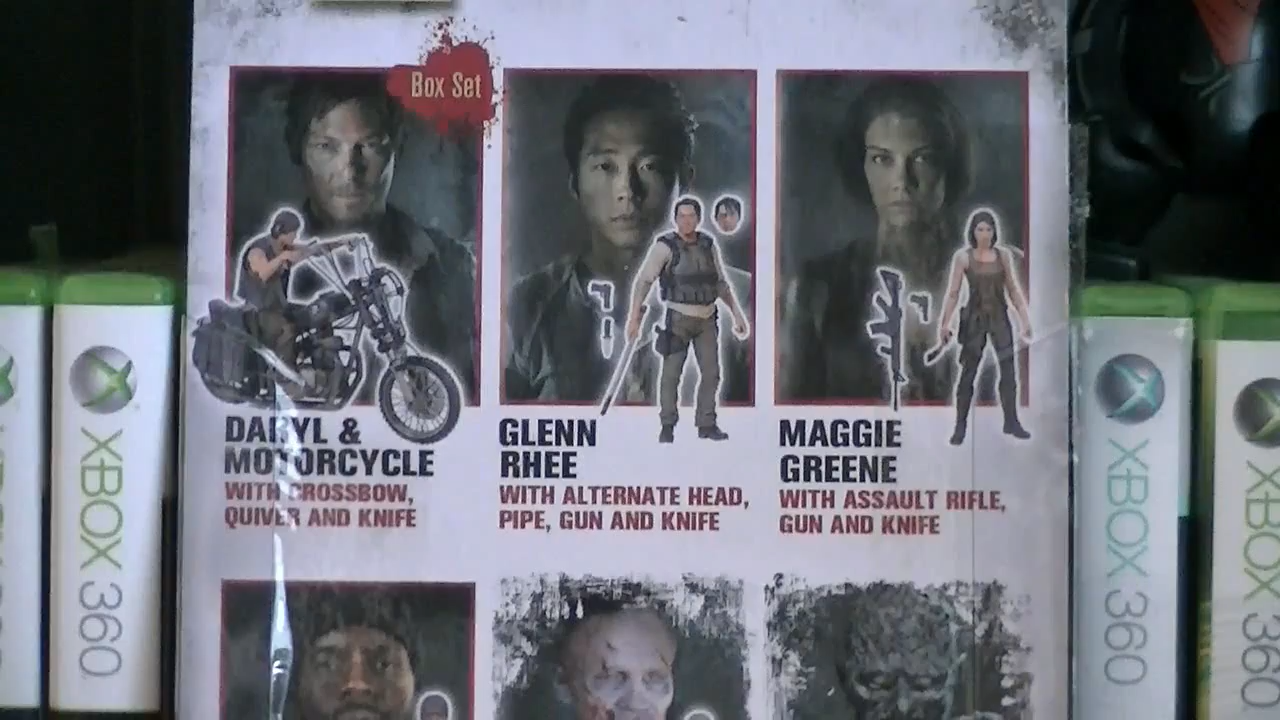 Box Set
DARYL &
MOTORCYCLE
WITH CROSSBOW,
QUIVER AND KNIFE
GLENN
RHEE
WITH ALTERNATE HEAD,
PIPE, GUN AND KNIFE
MAGGIE
GREENE
WITH ASSAULT RIFLE,
GUN AND KNIFE
XBOX 360
XBOX 360
XBOX 360